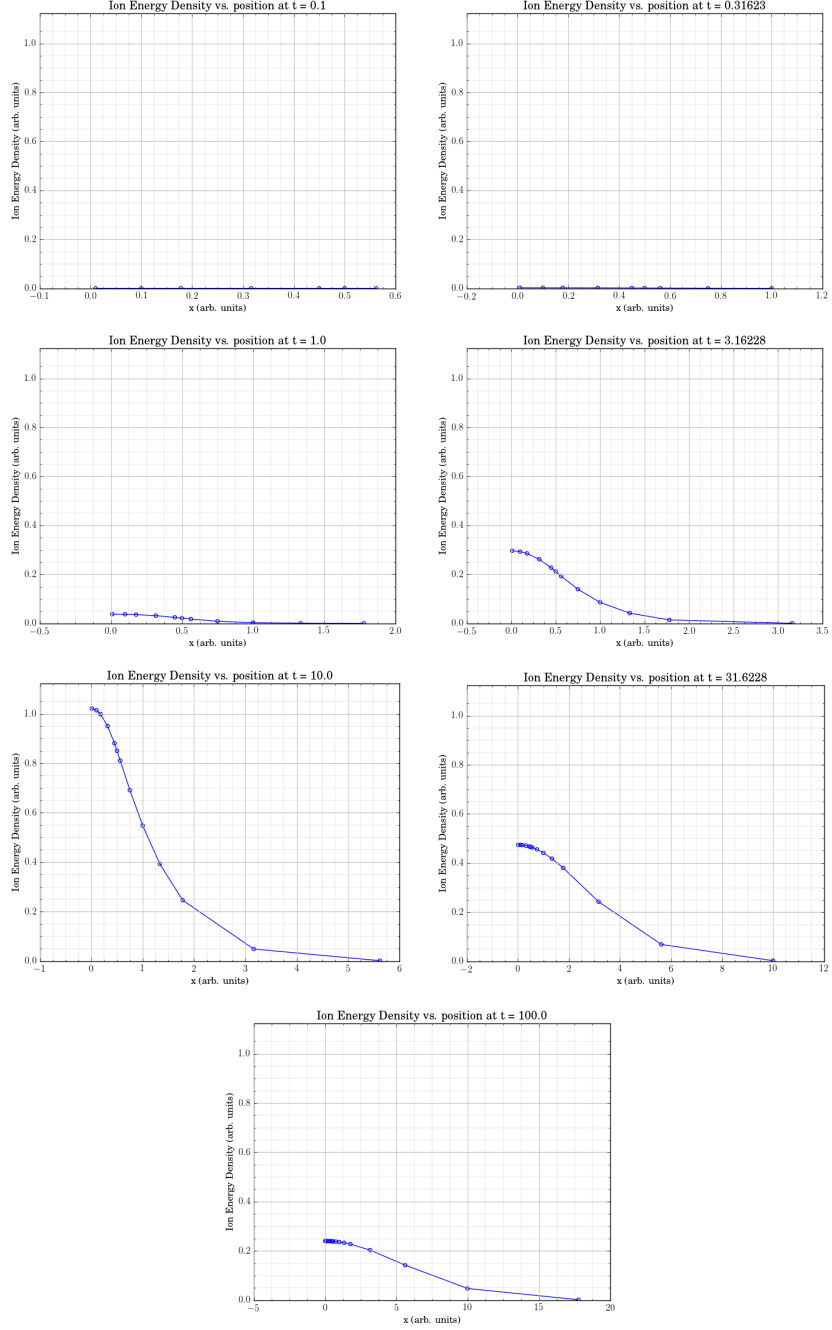 Ion Energy Density vs. position at t = 0.1
Ion Energy Density (arb. units)
1.0
0.8
0.6
0.4
0.2
0.0
−0.1 0.0 0.1 0.2 0.3 0.4 0.5 0.6
x (arb. units)
Ion Energy Density vs. position at t = 0.31623
Ion Energy Density (arb. units)
1.0
0.8
0.6
0.4
0.2
0.0
−0.2 0.0 0.2 0.4 0.6 0.8 1.0 1.2
x (arb. units)
Ion Energy Density vs. position at t = 1.0
Ion Energy Density (arb. units)
1.0
0.8
0.6
0.4
0.2
0.0
−0.5 0.0 0.5 1.0 1.5 2.0
x (arb. units)
Ion Energy Density vs. position at t = 3.16228
Ion Energy Density (arb. units)
1.0
0.8
0.6
0.4
0.2
0.0
−0.5 0.0 0.5 1.0 1.5 2.0 2.5 3.0 3.5
x (arb. units)
Ion Energy Density vs. position at t = 10.0
Ion Energy Density (arb. units)
1.0
0.8
0.6
0.4
0.2
0.0
−1 0 1 2 3 4 5 6
x (arb. units)
Ion Energy Density vs. position at t = 31.6228
Ion Energy Density (arb. units)
1.0
0.8
0.6
0.4
0.2
0.0
−2 0 2 4 6 8 10 12
x (arb. units)
Ion Energy Density vs. position at t = 100.0
Ion Energy Density (arb. units)
1.0
0.8
0.6
0.4
0.2
0.0
−5 0 5 10 15 20
x (arb. units)